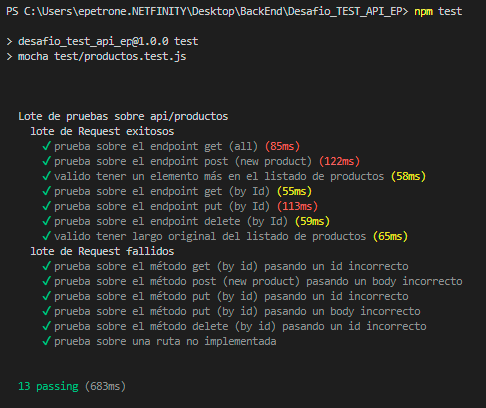 PS C:\Users\epetrone.NETFINITY\Desktop\BackEnd\Desafio_TEST_API_EP> npm test
> desafio_test_api_ep@1.0.0 test
> mocha test/productos.test.js
Lote de pruebas sobre api/productos
lote de Request exitosos
✓ prueba sobre el endpoint get (all) (85ms)
✓ prueba sobre el endpoint post (new product) (122ms)
✓ valido tener un elemento más en el listado de productos (58ms)
✓ prueba sobre el endpoint get (by Id) (55ms)
✓ prueba sobre el endpoint put (by Id) (113ms)
✓ prueba sobre el endpoint delete (by Id) (59ms)
✓ valido tener largo original del listado de productos (65ms)
lote de Request fallidos
✓ prueba sobre el método get (by id) pasando un id incorrecto
✓ prueba sobre el método post (new product) pasando un body incorrecto
✓ prueba sobre el método put (by id) pasando un id incorrecto
✓ prueba sobre el método put (by id) pasando un body incorrecto
✓ prueba sobre el método delete (by id) pasando un id incorrecto
✓ prueba sobre una ruta no implementada
13 passing (683ms)